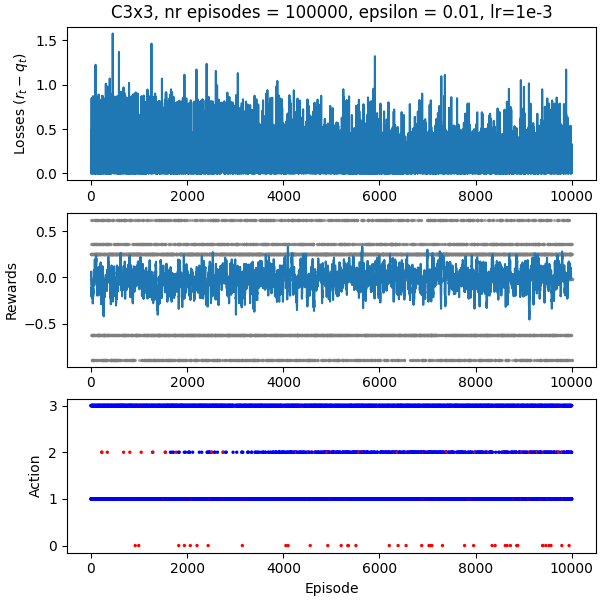 C3x3, nr episodes = 100000, epsilon = 0.01, lr=1e-3
Losses (r_t − q_t)
1.5
1.0
0.5
0.0
0 2000 4000 6000 8000 10000
Rewards
0.5
0.0
−0.5
0 2000 4000 6000 8000 10000
Action
3
2
1
0
0 2000 4000 6000 8000 10000
Episode